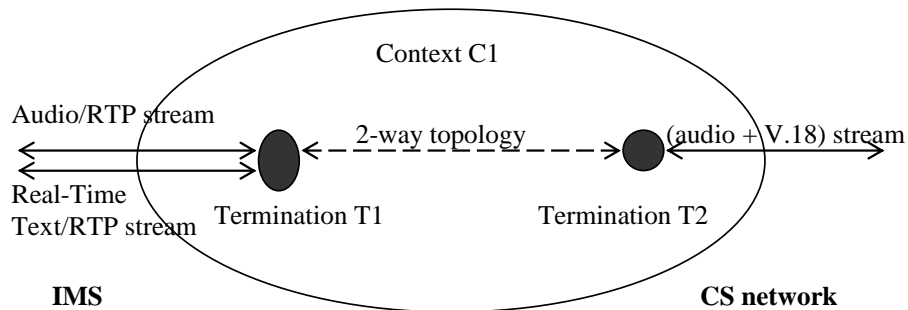 Context C1
Audio/RTP stream
2-way topology
(audio + V.18) stream
Real-Time
Text/RTP stream
Termination T1
Termination T2
IMS
CS network